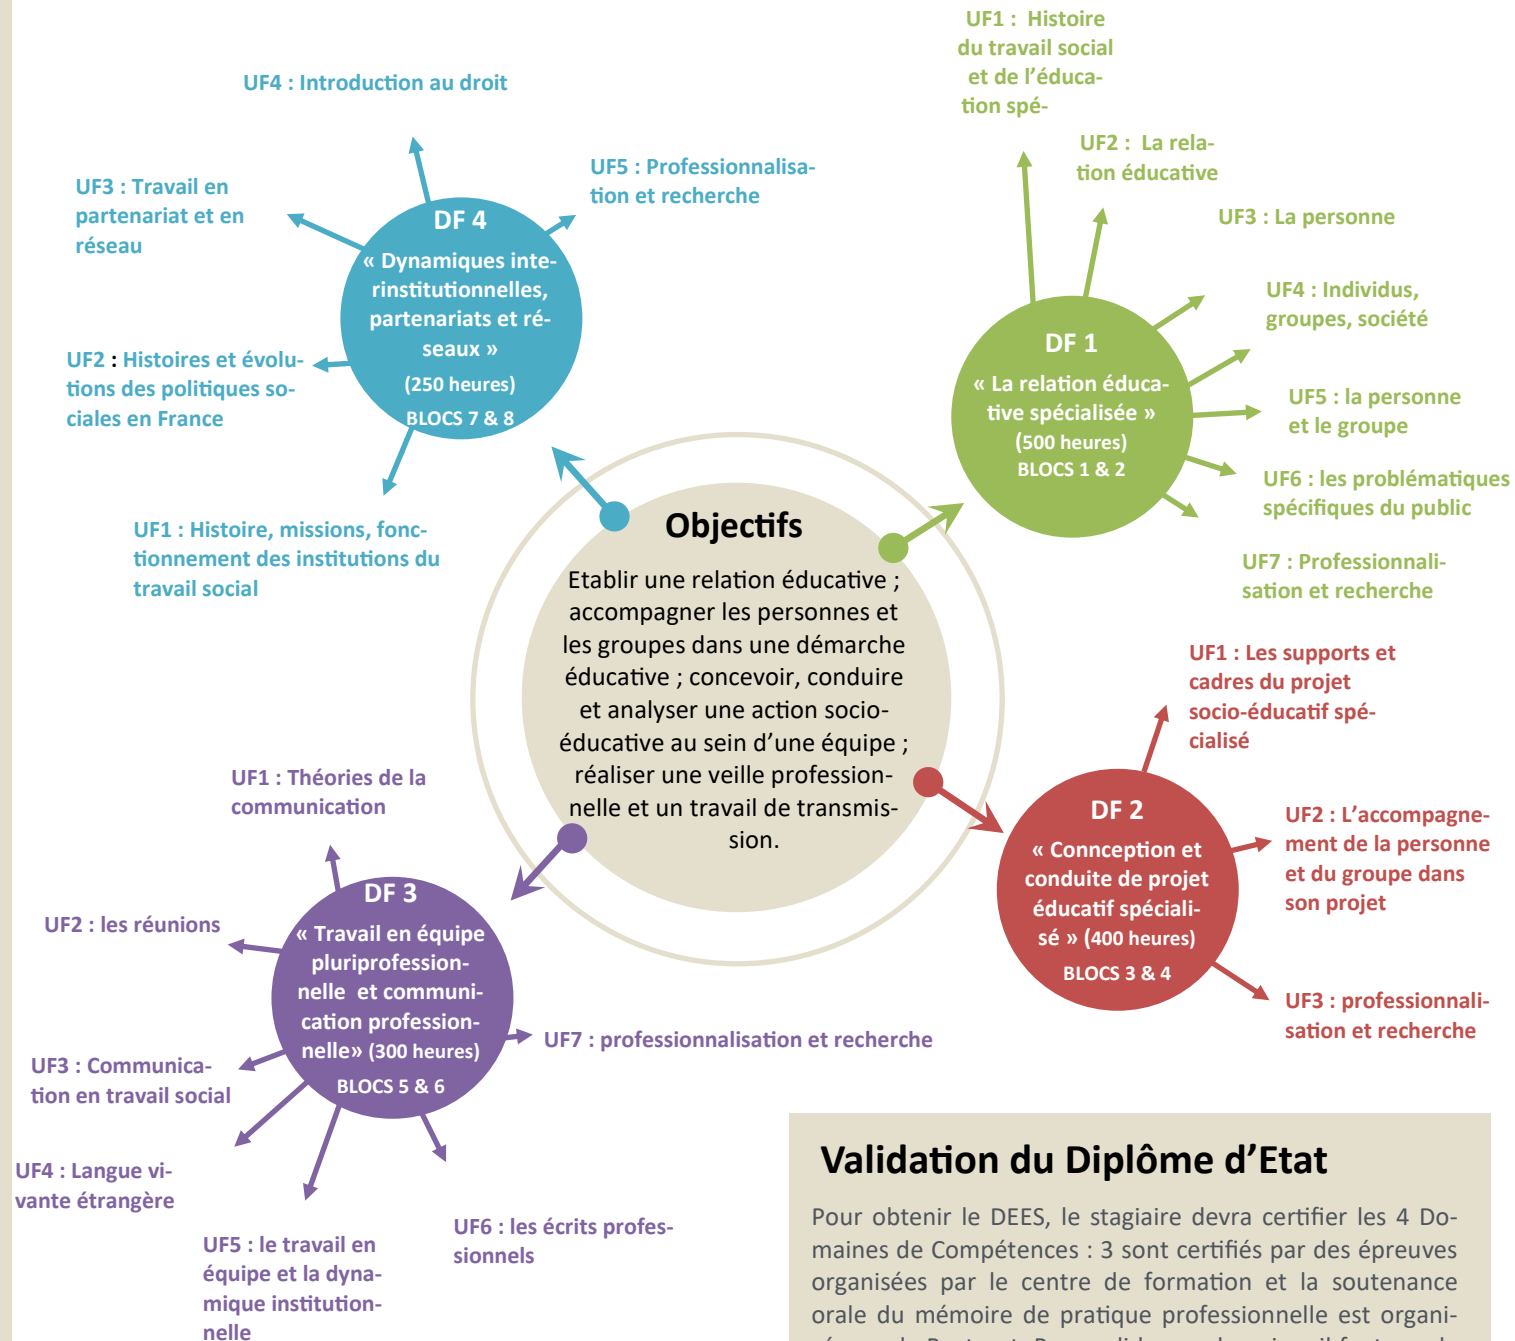 UF4 : Introduction au droit
UF3 : Travail en
partenariat et en
réseau
UF5 : Professionnalisa-
tion et recherche
DF 4
« Dynamiques inte-
rinstitutionnelles,
partenariats et ré-
seaux »
(250 heures)
BLOCS 7 & 8
UF2 : Histoires et évolu-
tions des politiques so-
ciales en France
UF1 : Histoire, missions, fonc-
tionnement des institutions du
travail social
UF1 :  Histoire
du travail social
et de l’éduca-
tion spé-
UF2 :  La rela-
tion éducative
UF3 : La personne
UF4 : Individus,
groupes, société
DF 1
« La relation éduca-
tive spécialisée »
(500 heures)
BLOCS 1 & 2
UF5 : la personne
et le groupe
UF6 : les problématiques
spécifiques du public
UF7 : Professionnali-
sation et recherche
Objectifs
Etablir une relation éducative ;
accompagner les personnes et
les groupes dans une démarche
éducative ; concevoir, conduire
et analyser une action socio-
éducative au sein d’une équipe ;
réaliser une veille profession-
nelle et un travail de transmis-
sion.
UF1 : Les supports et
cadres du projet
socio-éducatif spé-
cialisé
DF 2
« Connception et
conduite de projet
éducatif spéciali-
sé » (400 heures)
BLOCS 3 & 4
UF2 : L’accompagne-
ment de la personne
et du groupe dans
son projet
UF3 : professionnali-
sation et recherche
UF1 : Théories de la
communication
UF2 : les réunions
DF 3
« Travail en équipe
pluriprofession-
nelle  et communi-
cation profession-
nelle» (300 heures)
BLOCS 5 & 6
UF7 : professionnalisation et recherche
UF3 : Communica-
tion en travail social
UF4 : Langue vi-
vante étrangère
UF5 : le travail en
équipe et la dyna-
mique institution-
nelle
UF6 : les écrits profes-
sionnels
Validation du Diplôme d’Etat
Pour obtenir le DEES, le stagiaire devra certifier les 4 Do-
maines de Compétences : 3 sont certifiés par des épreuves
organisées par le centre de formation et la soutenance
orale du mémoire de pratique professionnelle est organi-